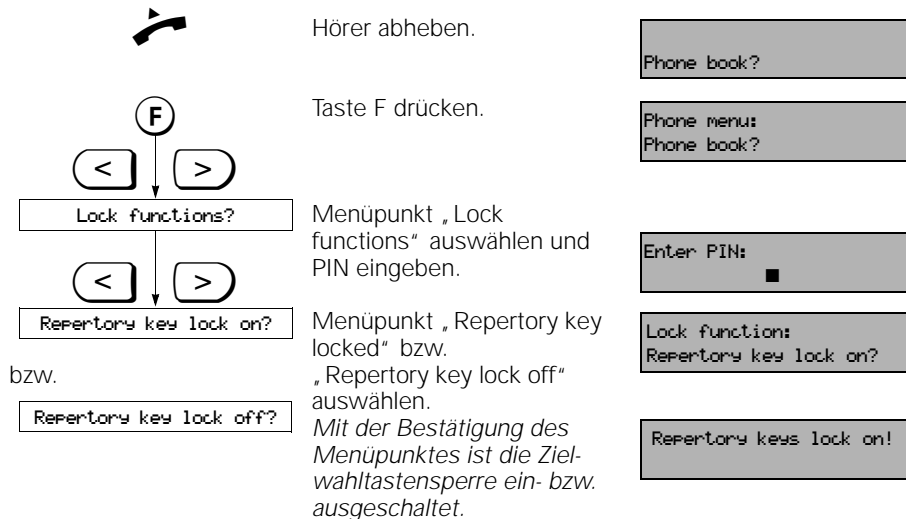 Hörer abheben.
Phone book?
F
Taste F drücken.
Phone menu:
Phone book?
< >
Lock functions?
Menüpunkt „Lock
functions“ auswählen und
PIN eingeben.
Enter PIN:
< >
Repertory key lock on?
Menüpunkt „Repertory key
locked“ bzw.
„Repertory key lock off“
auswählen.
Mit der Bestätigung des
Menüpunktes ist die Ziel-
wahltastensperre ein- bzw.
ausgeschaltet.
Lock function:
Repertory key lock on?
bzw.
Repertory key lock off?
Repertory keys lock on!